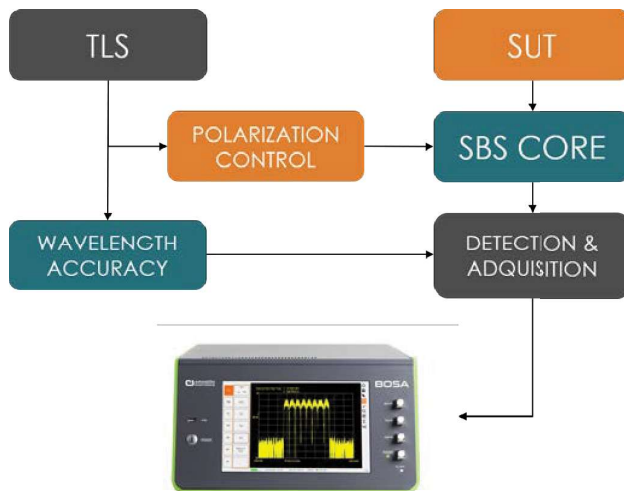 TLS
SUT
POLARIZATION
CONTROL
SBS CORE
WAVELENGTH
ACCURACY
DETECTION &
ADQUISITION
BOSA